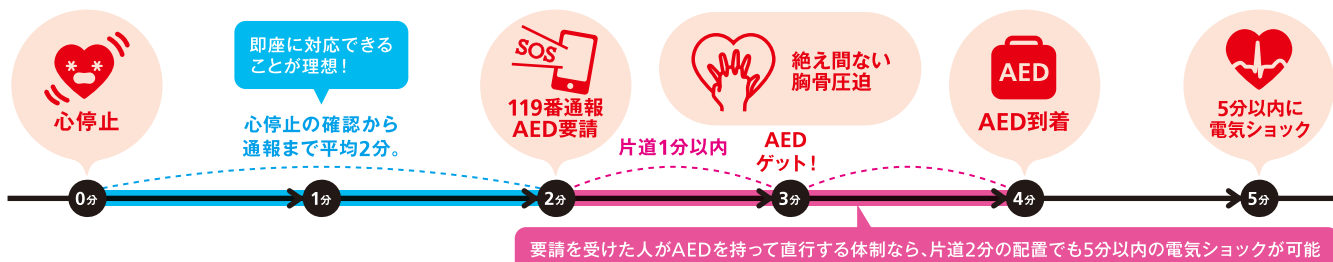 即座に対応できる
ことが理想!
心停止
心停止の確認から
通報まで平均2分。
SOS
119番通報
AED要請
絶え間ない
胸骨圧迫
片道1分以内
AED
ゲット!
AED
AED到着
5分以内に
電気ショック
0分
1分
2分
3分
4分
5分
要請を受けた人がAEDを持って直行する体制なら、片道2分の配置でも5分以内の電気ショックが可能